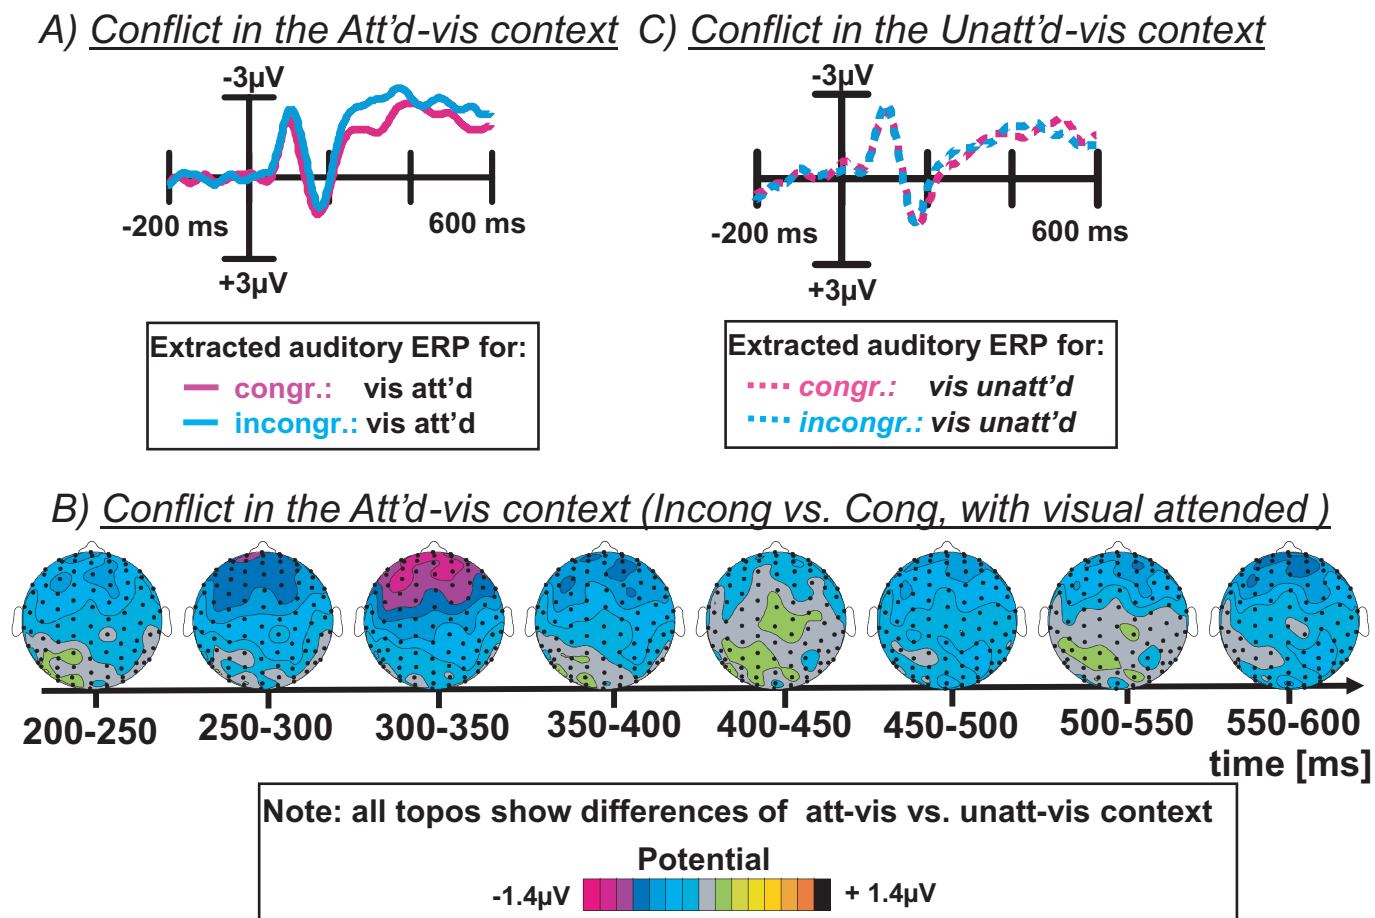 A) Conflict in the Att'd-vis context
-3µV
-200 ms
600 ms
+3µV
Extracted auditory ERP for:
congr.: vis att'd
incongr.: vis att'd
C) Conflict in the Unatt'd-vis context
-3µV
-200 ms
600 ms
+3µV
Extracted auditory ERP for:
congr.: vis unatt'd
incongr.: vis unatt'd
B) Conflict in the Att'd-vis context (Incong vs. Cong, with visual attended )
200-250 250-300 300-350 350-400 400-450 450-500 500-550 550-600
time [ms]
Note: all topos show differences of att-vis vs. unatt-vis context
Potential
-1.4µV + 1.4µV